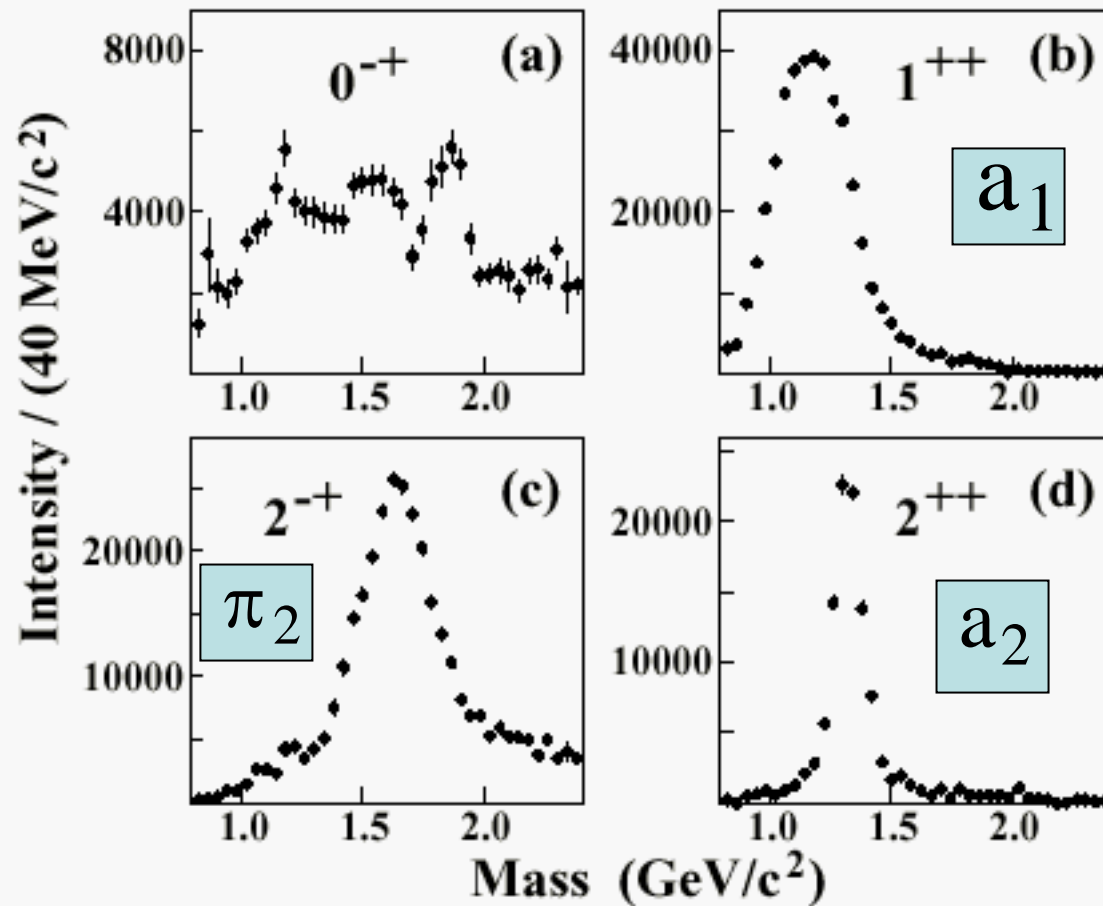 Intensity / (40 MeV/c²)
8000
4000
0⁻⁺ (a)
1.0 1.5 2.0
40000
20000
1⁺⁺ (b)
a₁
1.0 1.5 2.0
20000
10000
2⁻⁺ (c)
π₂
1.0 1.5 2.0
20000
10000
2⁺⁺ (d)
a₂
1.0 1.5 2.0
Mass (GeV/c²)